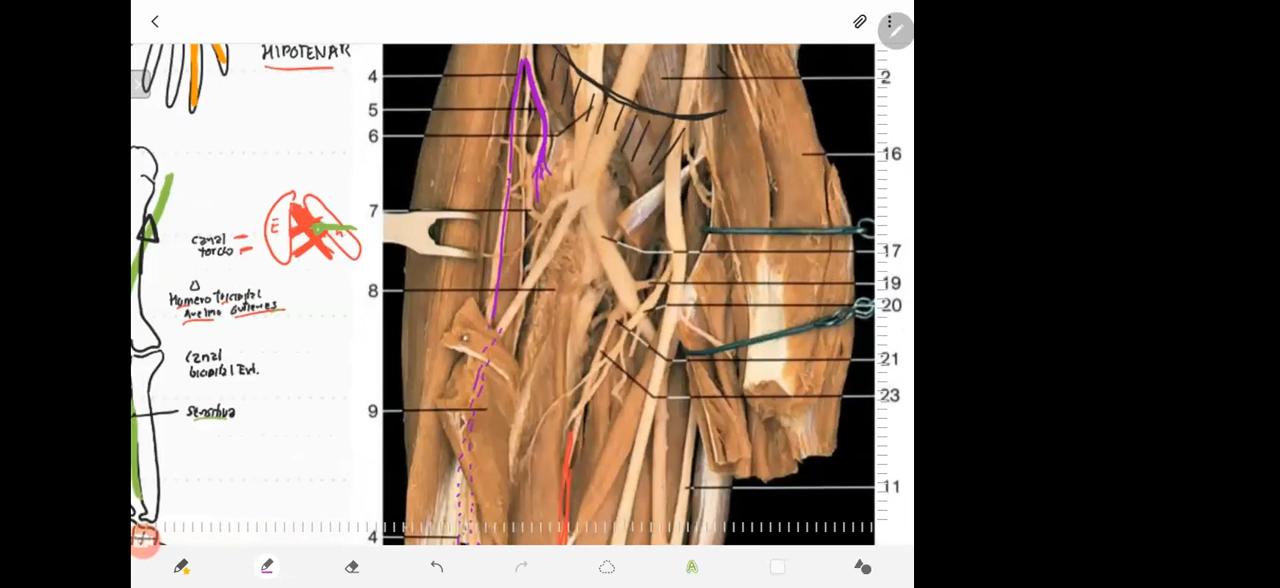 HIPOTENAR
canal
torcio =
Humero Tricipital
Avelino Gutierres
canal
bicipital Ext.
Sensitiva
E
4
5
6
7
8
9
4
2
16
17
19
20
21
23
11
A